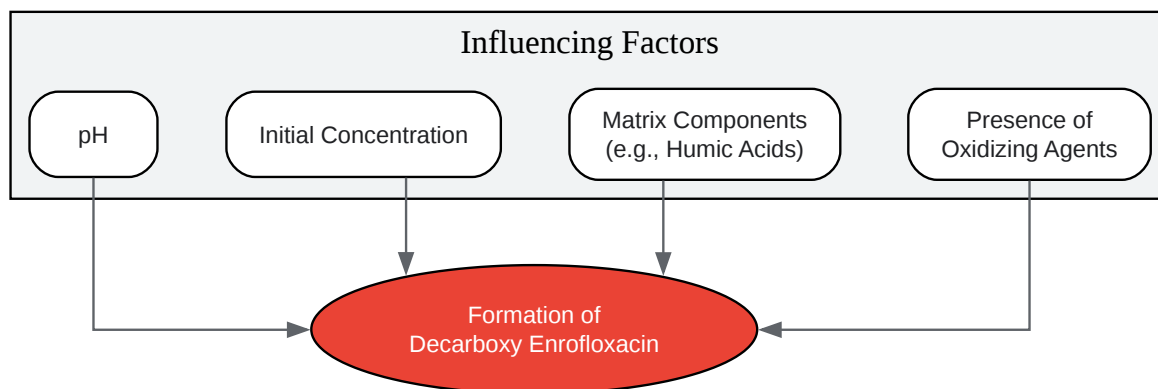 Influencing Factors
pH
Initial Concentration
Matrix Components
(e.g., Humic Acids)
Presence of
Oxidizing Agents
Formation of
Decarboxy Enrofloxacin